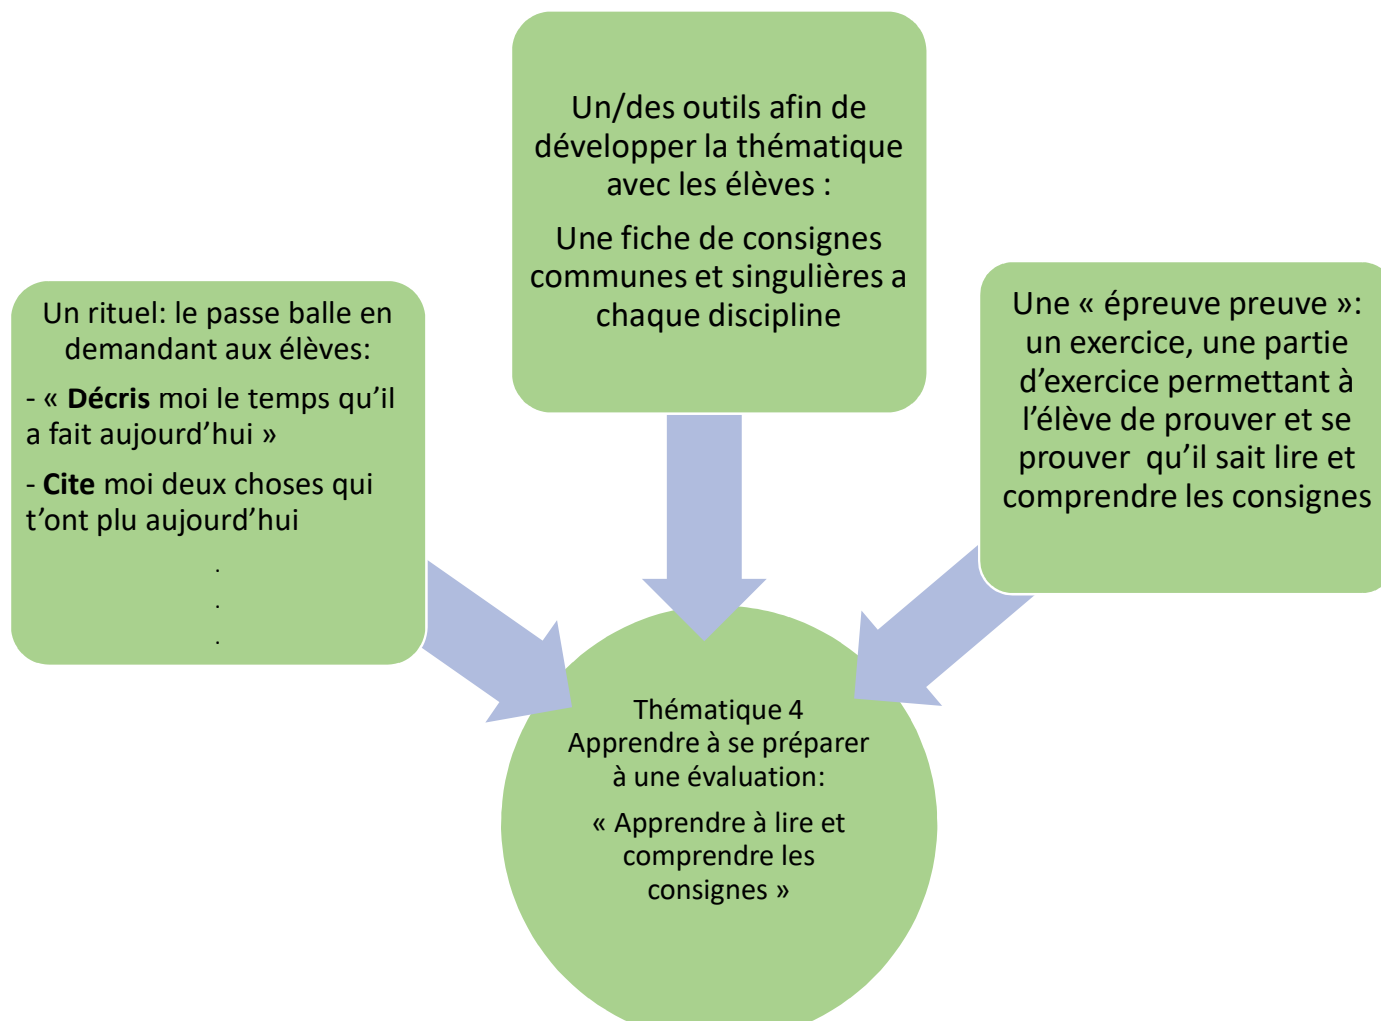 Un/des outils afin de
développer la thématique
avec les élèves :
Une fiche de consignes
communes et singulières a
chaque discipline
Un rituel: le passe balle en
demandant aux élèves:
- « Décris moi le temps qu'il
a fait aujourd'hui »
- Cite moi deux choses qui
t'ont plu aujourd'hui
.
.
.
Une « épreuve preuve »:
un exercice, une partie
d'exercice permettant à
l'élève de prouver et se
prouver qu'il sait lire et
comprendre les consignes
Thématique 4
Apprendre à se préparer
à une évaluation:
« Apprendre à lire et
comprendre les
consignes »